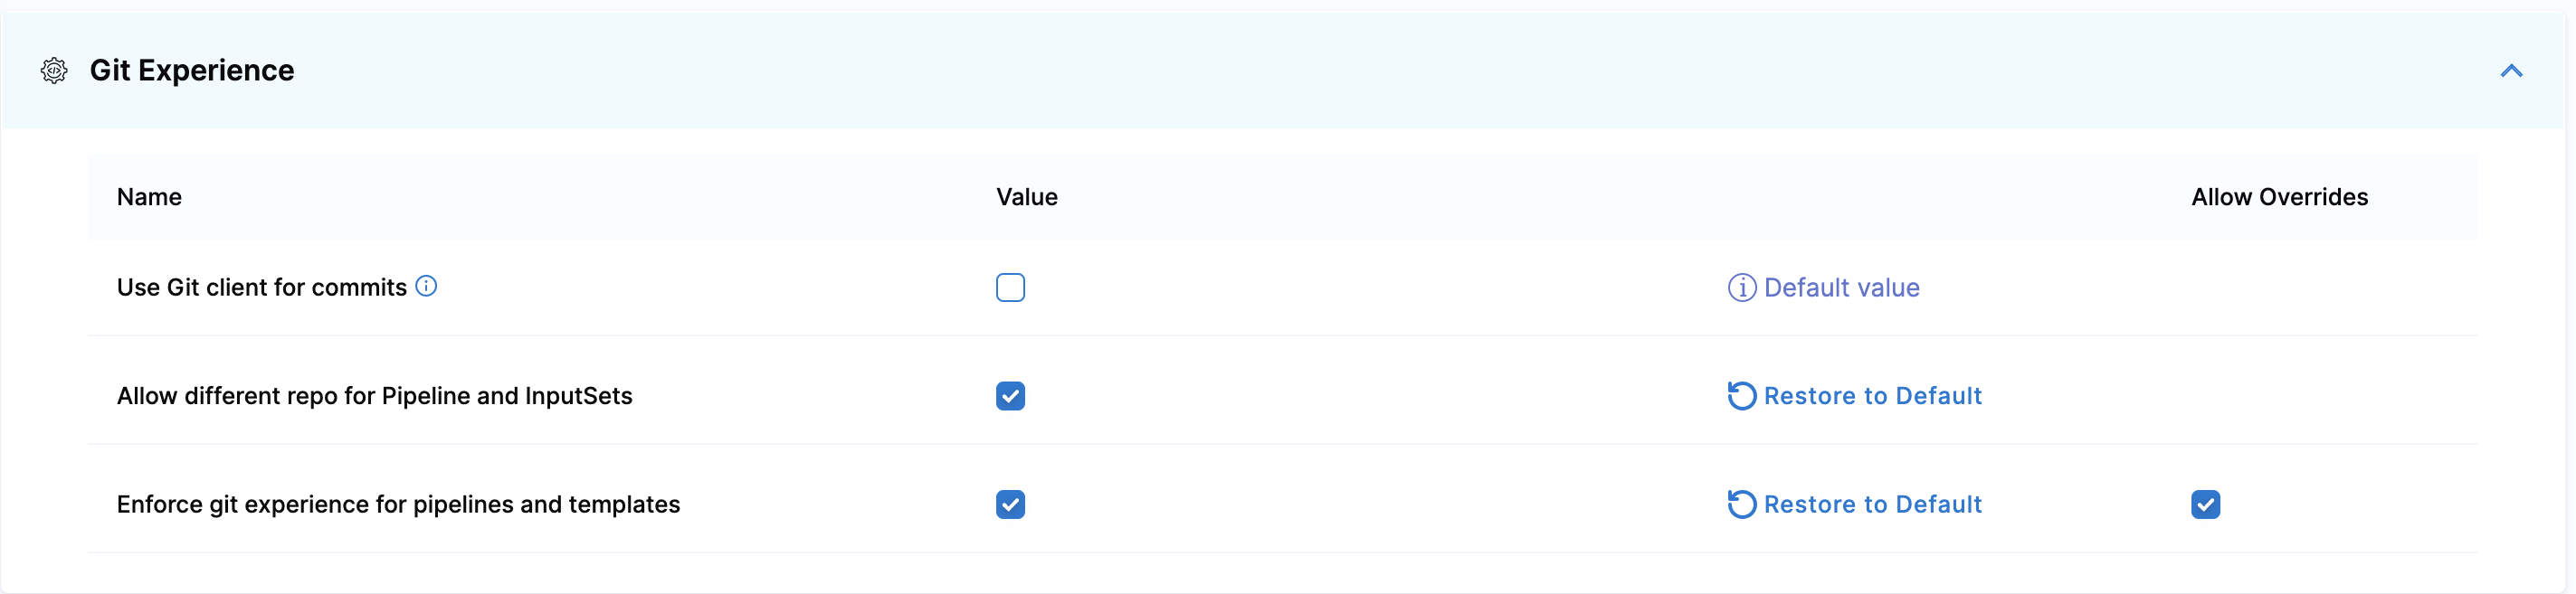 Git Experience
Name Value Allow Overrides
Use Git client for commits Default value
Allow different repo for Pipeline and InputSets Restore to Default
Enforce git experience for pipelines and templates Restore to Default